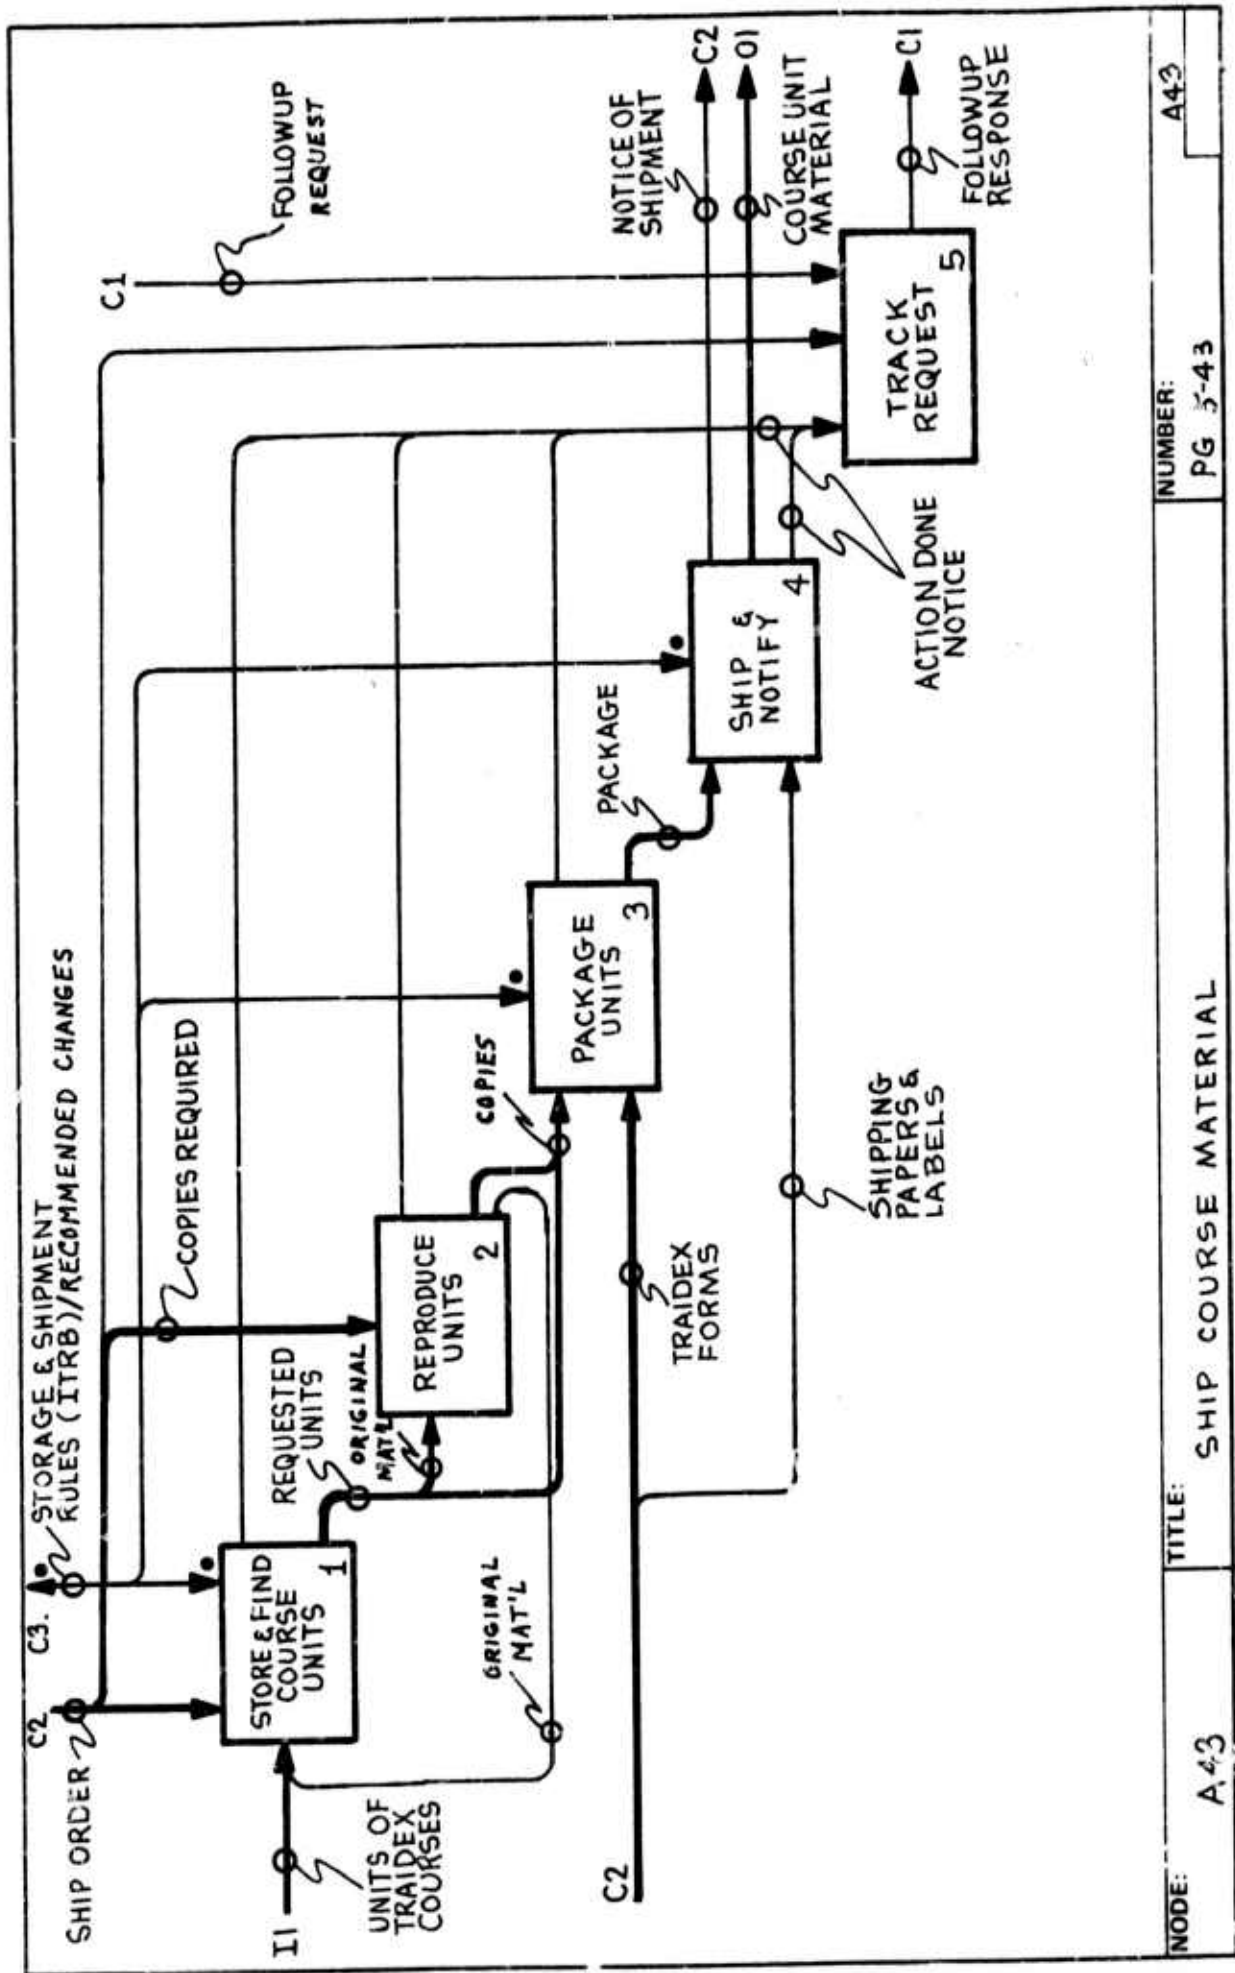 C2
C3.
STORAGE & SHIPMENT
RULES (ITRB)/RECOMMENDED CHANGES
SHIP ORDER
COPIES REQUIRED
C1
FOLLOWUP
REQUEST
I1
UNITS OF
TRAIDEX
COURSES
STORE & FIND
COURSE
UNITS
1
REQUESTED
UNITS
ORIGINAL
MAT'L
REPRODUCE
UNITS
2
COPIES
ORIGINAL
MAT'L
PACKAGE
UNITS
3
PACKAGE
C2
TRAIDEX
FORMS
SHIPPING
PAPERS &
LABELS
SHIP &
NOTIFY
4
ACTION DONE
NOTICE
NOTICE OF
SHIPMENT
C2
O1
COURSE UNIT
MATERIAL
TRACK
REQUEST
5
C1
FOLLOWUP
RESPONSE
NODE:
A43
TITLE:
SHIP COURSE MATERIAL
NUMBER:
PG 5-43
A43